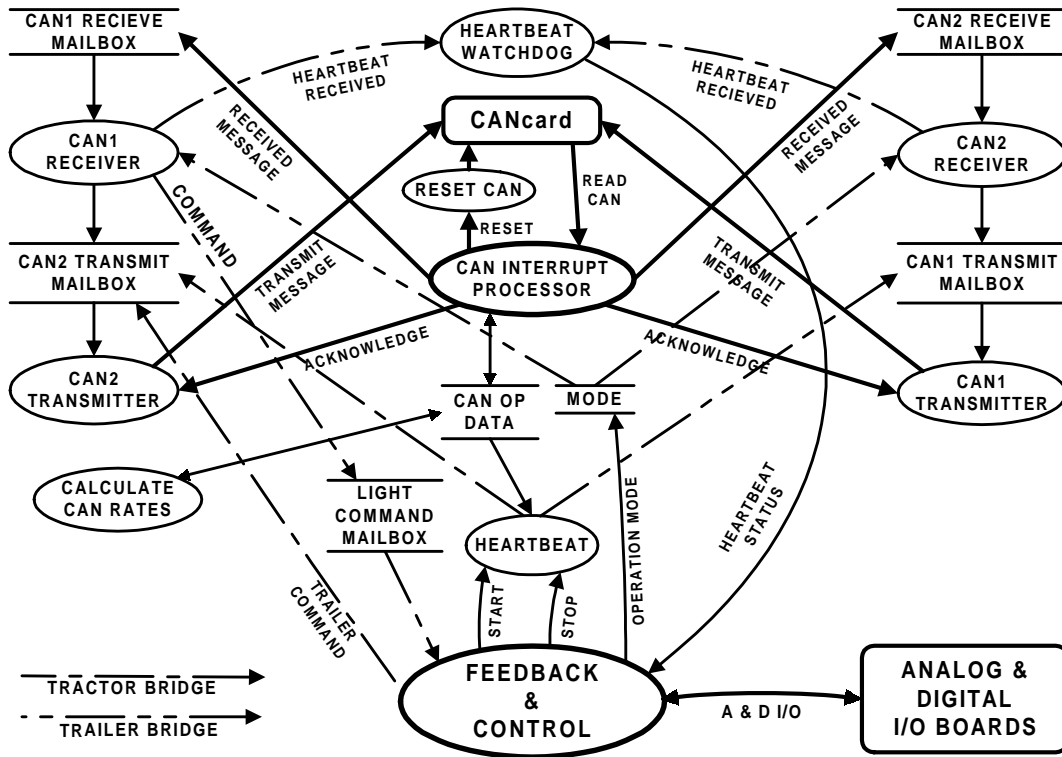 CAN1 RECIEVE
MAILBOX
HEARTBEAT
WATCHDOG
CAN2 RECEIVE
MAILBOX
HEARTBEAT
RECEIVED
HEARTBEAT
RECIEVED
RECEIVED
MESSAGE
CANcard
RECEIVED
MESSAGE
CAN1
RECEIVER
RESET CAN
READ
CAN
CAN2
RECEIVER
COMMAND
RESET
CAN2 TRANSMIT
MAILBOX
TRANSMIT
MESSAGE
CAN INTERRUPT
PROCESSOR
TRANSMIT
MESSAGE
CAN1 TRANSMIT
MAILBOX
ACKNOWLEDGE
ACKNOWLEDGE
CAN2
TRANSMITTER
CAN OP
DATA
MODE
CAN1
TRANSMITTER
CALCULATE
CAN RATES
LIGHT
COMMAND
MAILBOX
HEARTBEAT
OPERATION MODE
HEARTBEAT
STATUS
TRAILER
COMMAND
START
STOP
TRACTOR BRIDGE
TRAILER BRIDGE
FEEDBACK
&
CONTROL
A & D I/O
ANALOG &
DIGITAL
I/O BOARDS